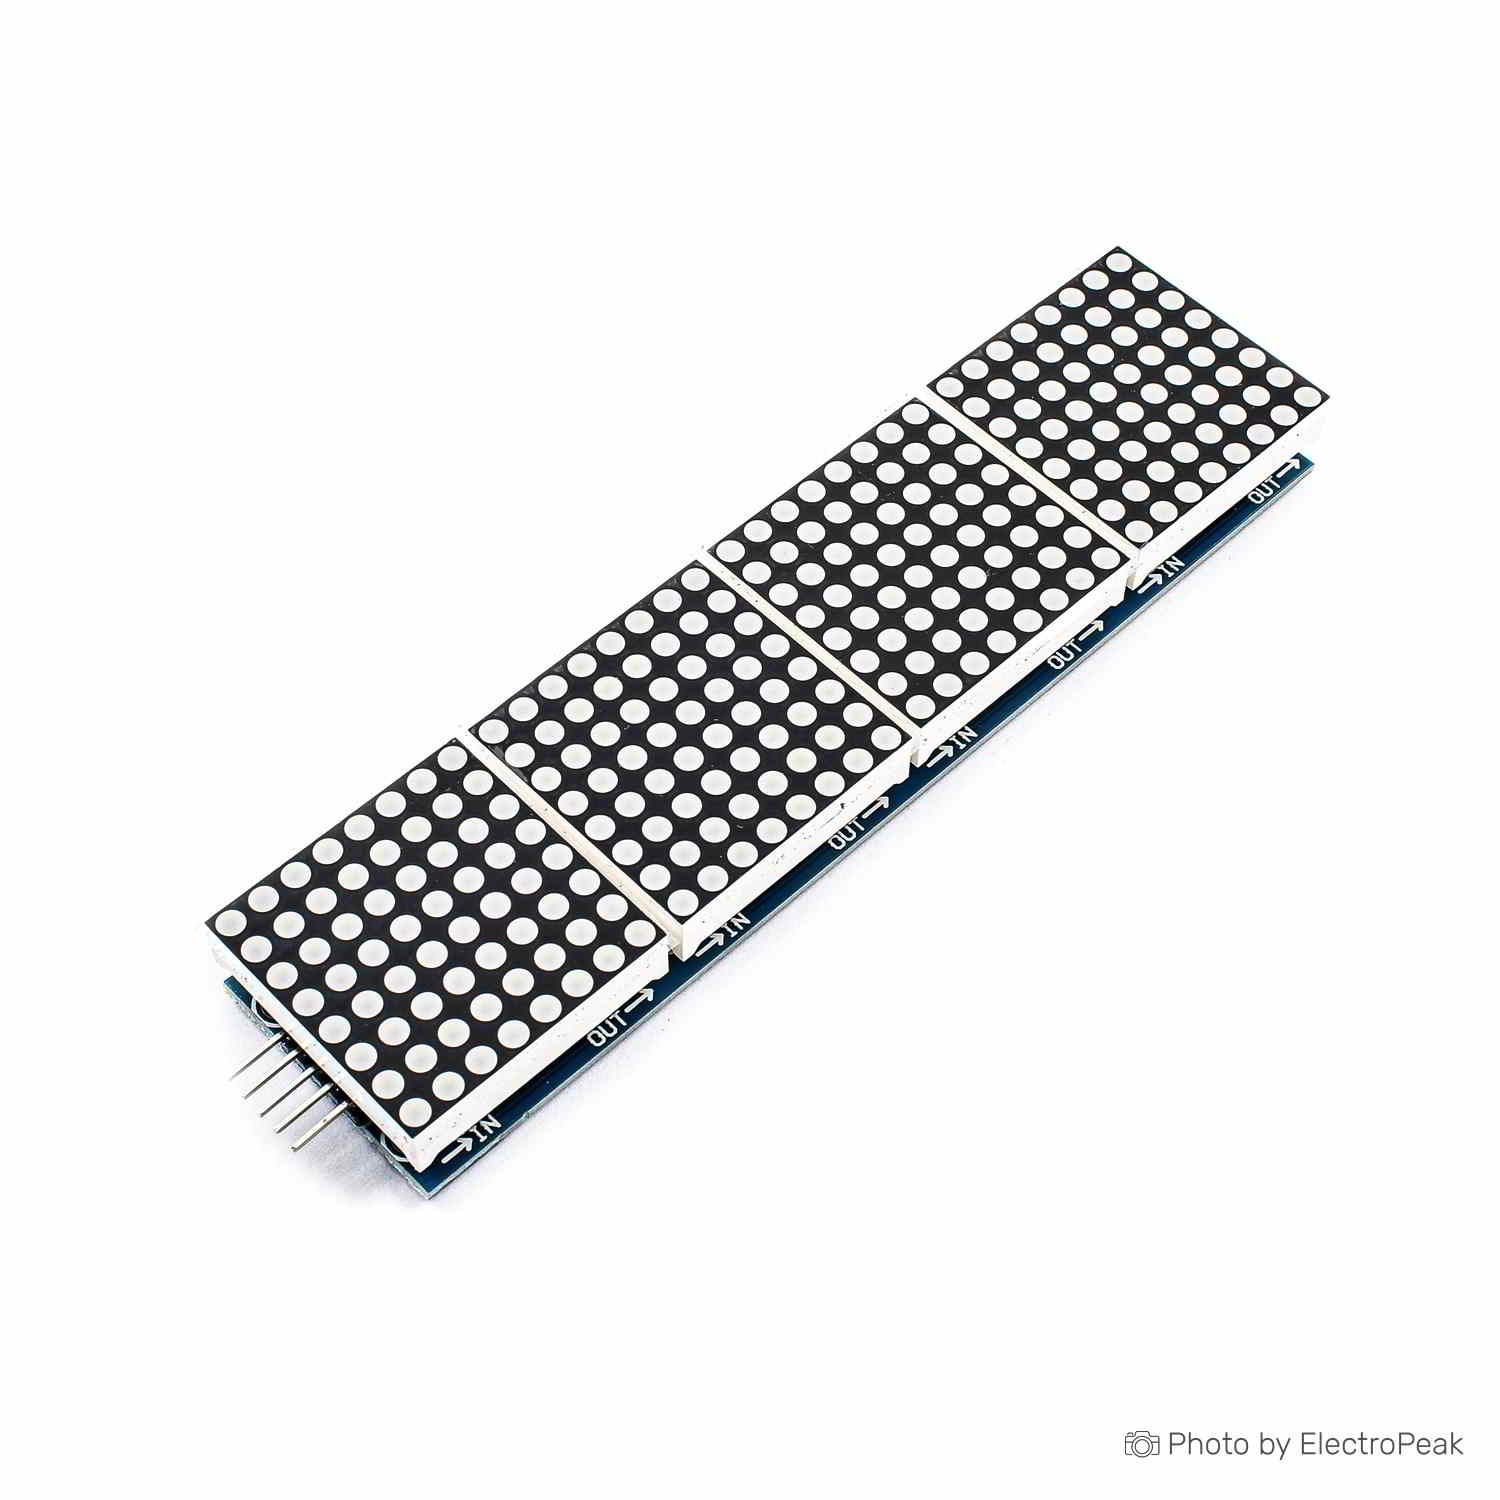 OUT→
→IN
OUT→
→IN
OUT→
→IN
OUT→
→IN
Photo by ElectroPeak